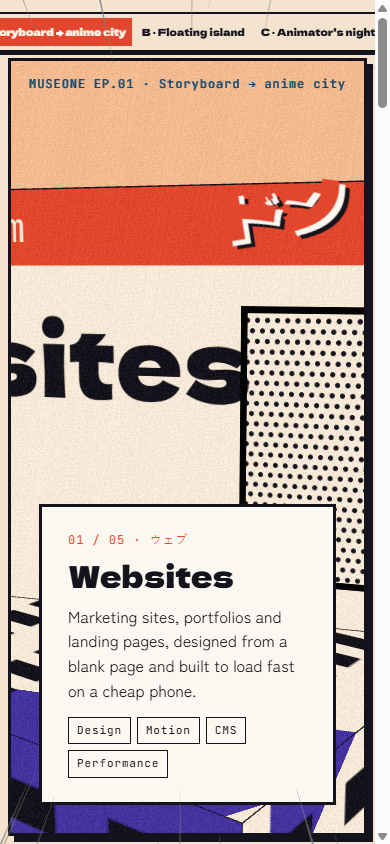 oryboard → anime city B · Floating island C · Animator's night
MUSEONE EP.01 · Storyboard → anime city
m
ドン
sites
01 / 05 · ウェブ
Websites
Marketing sites, portfolios and
landing pages, designed from a
blank page and built to load fast
on a cheap phone.
Design Motion CMS
Performance